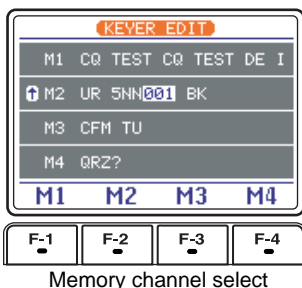 KEYER EDIT
M1 CQ TEST CQ TEST DE I
↑ M2 UR 5NN001 BK
M3 CFM TU
M4 QRZ?
M1 M2 M3 M4
F-1 F-2 F-3 F-4
Memory channel select